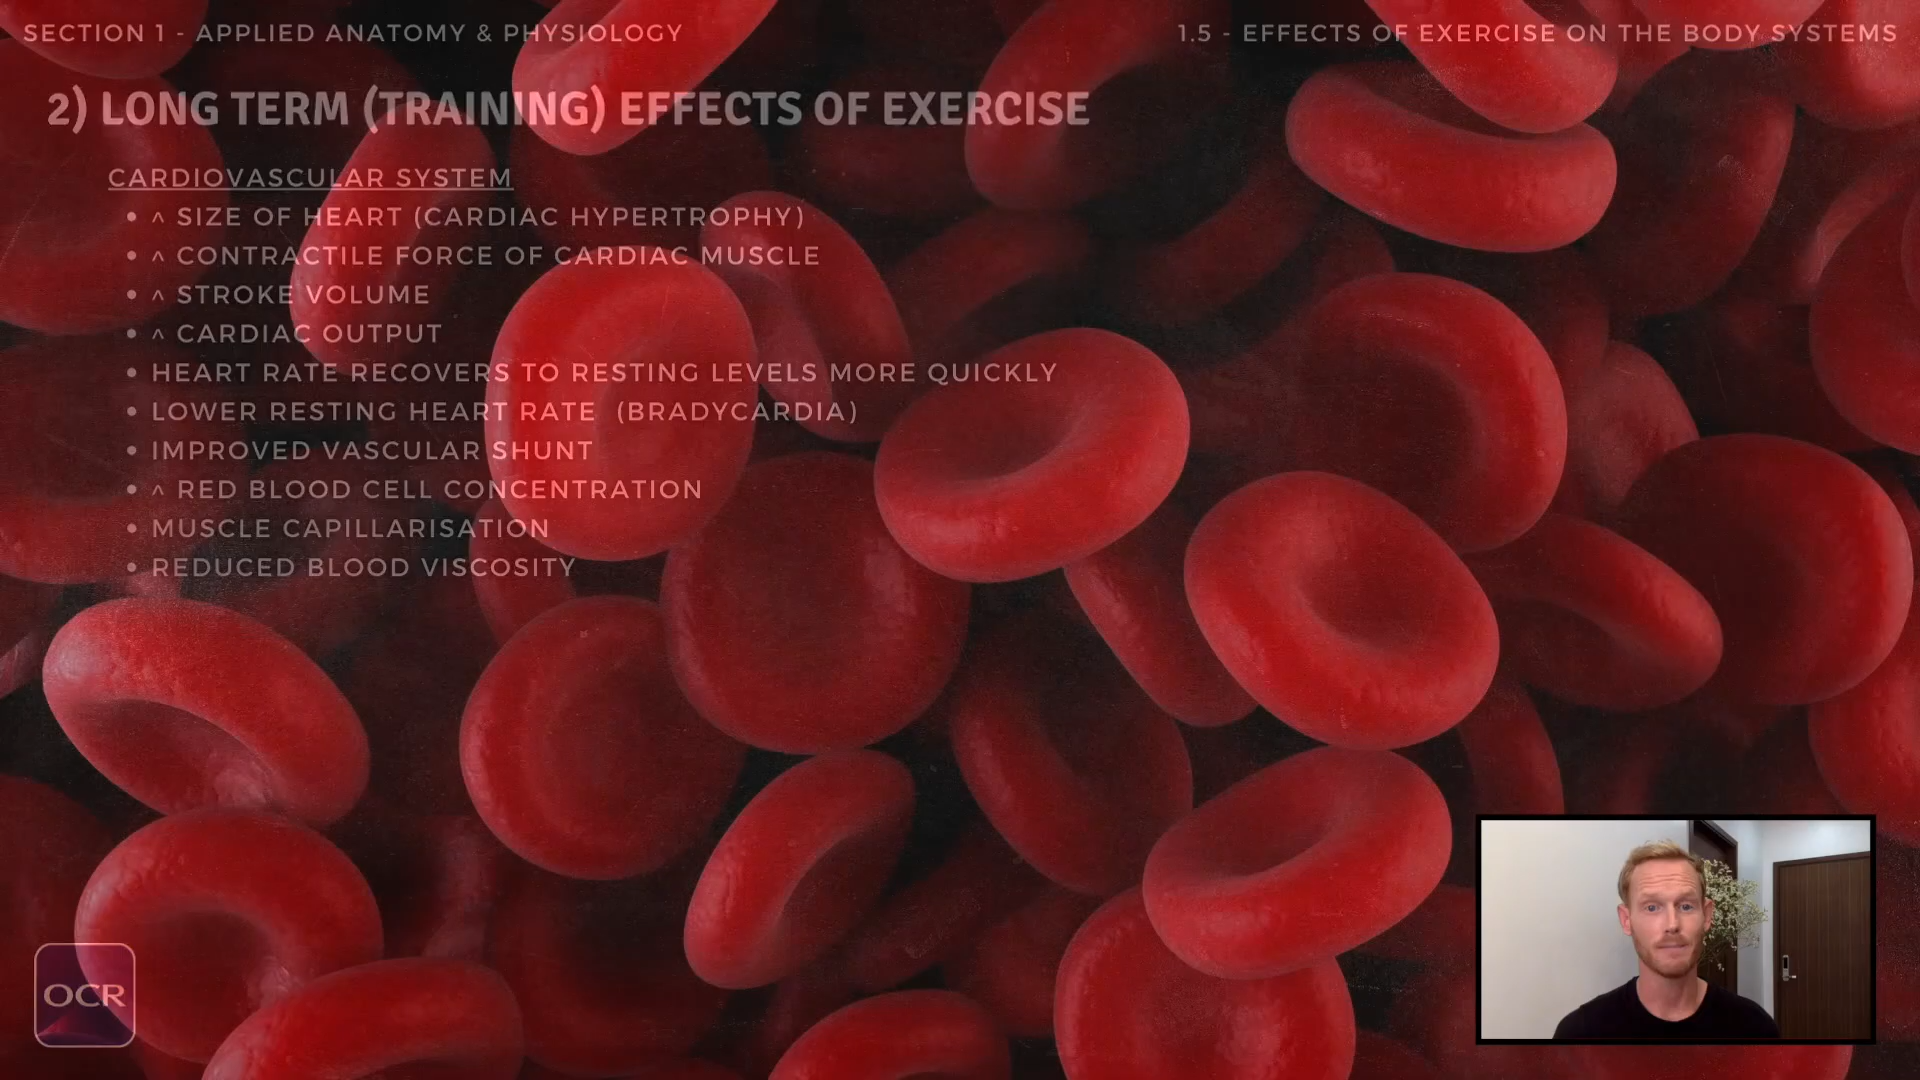 SECTION 1 - APPLIED ANATOMY & PHYSIOLOGY
1.5 - EFFECTS OF EXERCISE ON THE BODY SYSTEMS
2) LONG TERM (TRAINING) EFFECTS OF EXERCISE
CARDIOVASCULAR SYSTEM
• ^ SIZE OF HEART (CARDIAC HYPERTROPHY)
• ^ CONTRACTILE FORCE OF CARDIAC MUSCLE
• ^ STROKE VOLUME
• ^ CARDIAC OUTPUT
• HEART RATE RECOVERS TO RESTING LEVELS MORE QUICKLY
• LOWER RESTING HEART RATE (BRADYCARDIA)
• IMPROVED VASCULAR SHUNT
• ^ RED BLOOD CELL CONCENTRATION
• MUSCLE CAPILLARISATION
• REDUCED BLOOD VISCOSITY
OCR